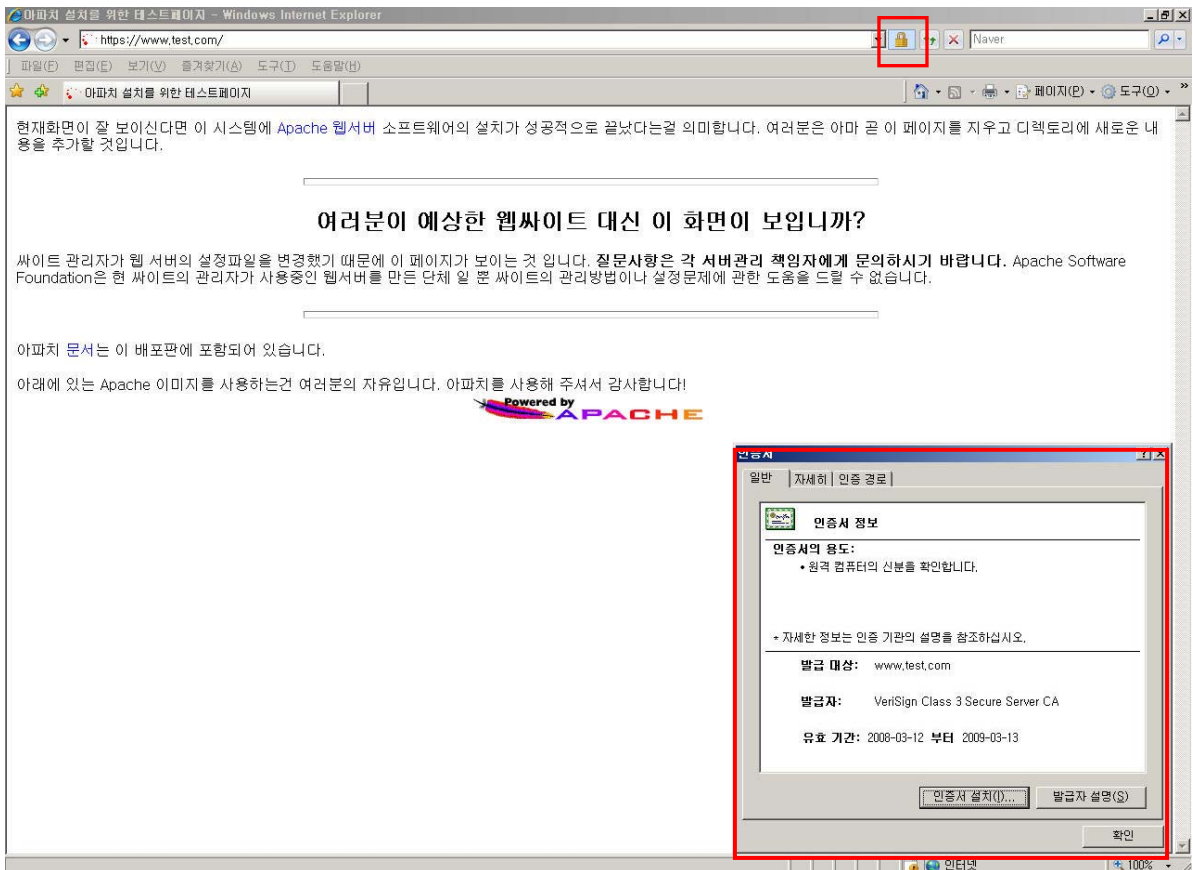 아파치 설치를 위한 테스트페이지 - Windows Internet Explorer
https://www.test.com/
Naver
파일(F) 편집(E) 보기(V) 즐겨찾기(A) 도구(T) 도움말(H)
아파치 설치를 위한 테스트페이지
페이지(P) 도구(O) »
현재화면이 잘 보이신다면 이 시스템에 Apache 웹서버 소프트웨어의 설치가 성공적으로 끝났다는걸 의미합니다. 여러분은 아마 곧 이 페이지를 지우고 디렉토리에 새로운 내
용을 추가할 것입니다.
여러분이 예상한 웹싸이트 대신 이 화면이 보입니까?
싸이트 관리자가 웹 서버의 설정파일을 변경했기 때문에 이 페이지가 보이는 것 입니다. 질문사항은 각 서버관리 책임자에게 문의하시기 바랍니다. Apache Software
Foundation은 현 싸이트의 관리자가 사용중인 웹서버를 만든 단체 일 뿐 싸이트의 관리방법이나 설정문제에 관한 도움을 드릴 수 없습니다.
아파치 문서는 이 배포판에 포함되어 있습니다.
아래에 있는 Apache 이미지를 사용하는건 여러분의 자유입니다. 아파치를 사용해 주셔서 감사합니다!
Powered by
APACHE
인증서
일반 자세히 인증 경로
인증서 정보
인증서의 용도:
• 원격 컴퓨터의 신분을 확인합니다.
* 자세한 정보는 인증 기관의 설명을 참조하십시오.
발급 대상: www.test.com
발급자: VeriSign Class 3 Secure Server CA
유효 기간: 2008-03-12 부터 2009-03-13
인증서 설치(I)... 발급자 설명(S)
확인
인터넷 100%